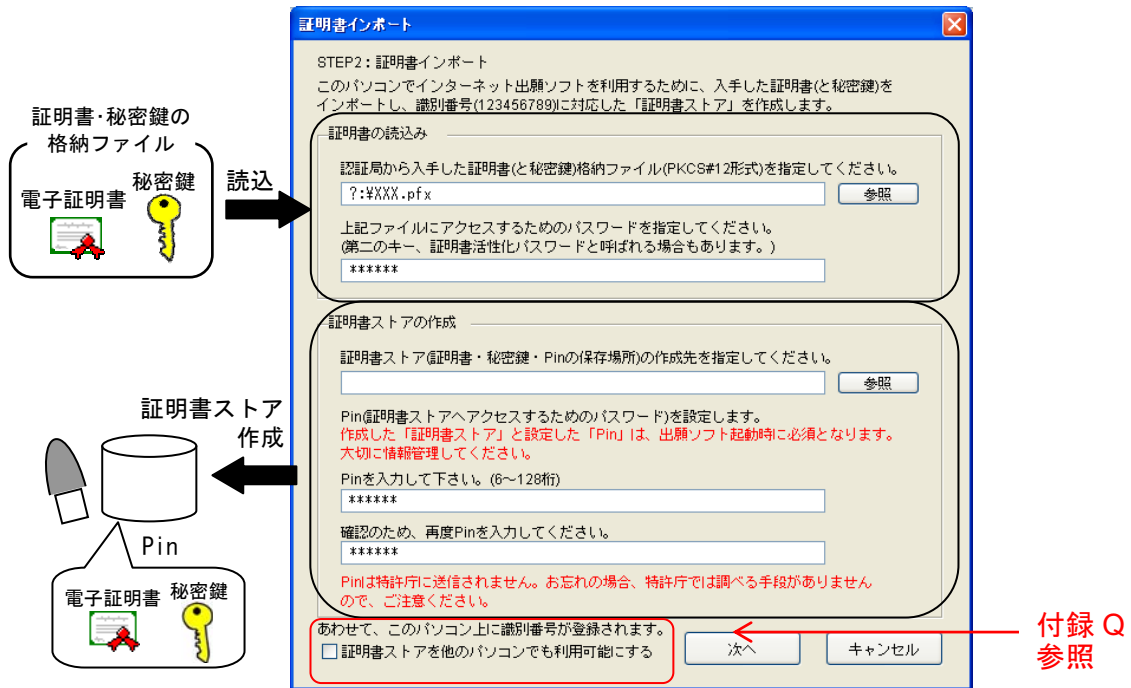 証明書インポート
STEP2：証明書インポート
このパソコンでインターネット出願ソフトを利用するために、入手した証明書(と秘密鍵)を
インポートし、識別番号(123456789)に対応した「証明書ストア」を作成します。
証明書・秘密鍵の
格納ファイル
電子証明書
秘密鍵
読込
証明書の読込み
認証局から入手した証明書(と秘密鍵)格納ファイル(PKCS#12形式)を指定してください。
?:¥XXX.pfx
参照
上記ファイルにアクセスするためのパスワードを指定してください。
(第二のキー、証明書活性化パスワードと呼ばれる場合もあります。)
******
証明書ストアの作成
証明書ストア(証明書・秘密鍵・Pinの保存場所)の作成先を指定してください。
参照
Pin(証明書ストアへアクセスするためのパスワード)を設定します。
作成した「証明書ストア」と設定した「Pin」は、出願ソフト起動時に必須となります。
大切に情報管理してください。
Pinを入力して下さい。(6～128桁)
******
確認のため、再度Pinを入力してください。
******
Pinは特許庁に送信されません。お忘れの場合、特許庁では調べる手段がありません
ので、ご注意ください。
証明書ストア
作成
Pin
電子証明書
秘密鍵
あわせて、このパソコン上に識別番号が登録されます。
証明書ストアを他のパソコンでも利用可能にする
次へ
キャンセル
付録 Q
参照